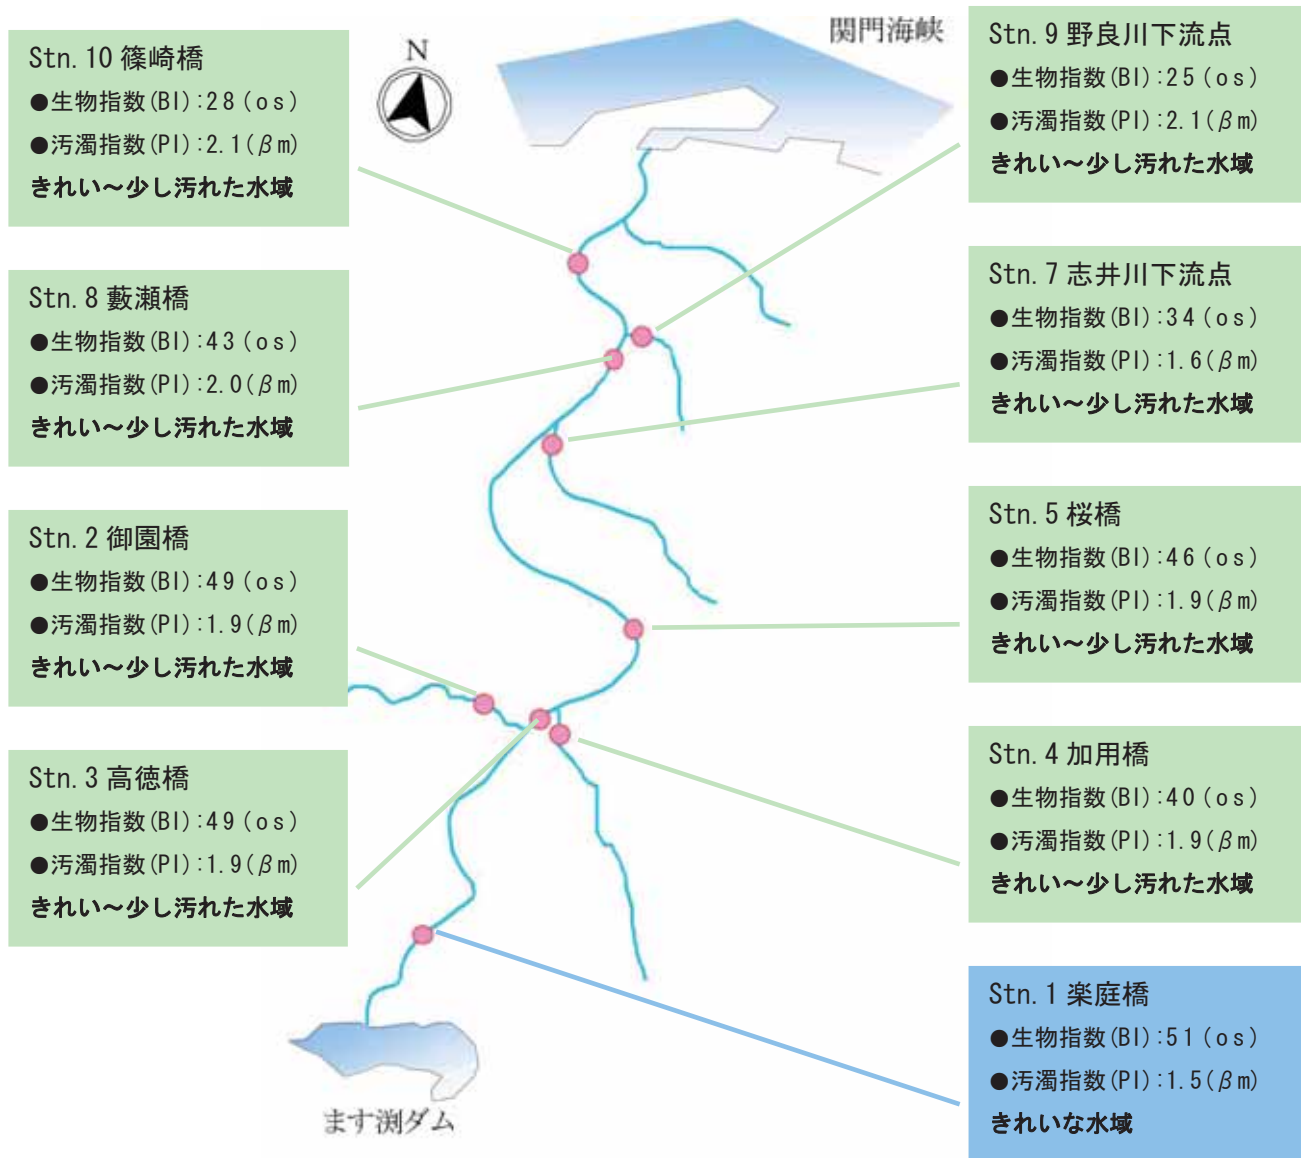 関門海峡
N
Stn. 10 篠崎橋
●生物指数(BI):28 (os)
●汚濁指数(PI):2.1(βm)
きれい～少し汚れた水域
Stn. 9 野良川下流点
●生物指数(BI):25 (os)
●汚濁指数(PI):2.1(βm)
きれい～少し汚れた水域
Stn. 8 藪瀬橋
●生物指数(BI):43 (os)
●汚濁指数(PI):2.0(βm)
きれい～少し汚れた水域
Stn. 7 志井川下流点
●生物指数(BI):34 (os)
●汚濁指数(PI):1.6(βm)
きれい～少し汚れた水域
Stn. 2 御園橋
●生物指数(BI):49 (os)
●汚濁指数(PI):1.9(βm)
きれい～少し汚れた水域
Stn. 5 桜橋
●生物指数(BI):46 (os)
●汚濁指数(PI):1.9(βm)
きれい～少し汚れた水域
Stn. 3 高徳橋
●生物指数(BI):49 (os)
●汚濁指数(PI):1.9(βm)
きれい～少し汚れた水域
Stn. 4 加用橋
●生物指数(BI):40 (os)
●汚濁指数(PI):1.9(βm)
きれい～少し汚れた水域
Stn. 1 楽庭橋
●生物指数(BI):51 (os)
●汚濁指数(PI):1.5(βm)
きれいな水域
ます渕ダム